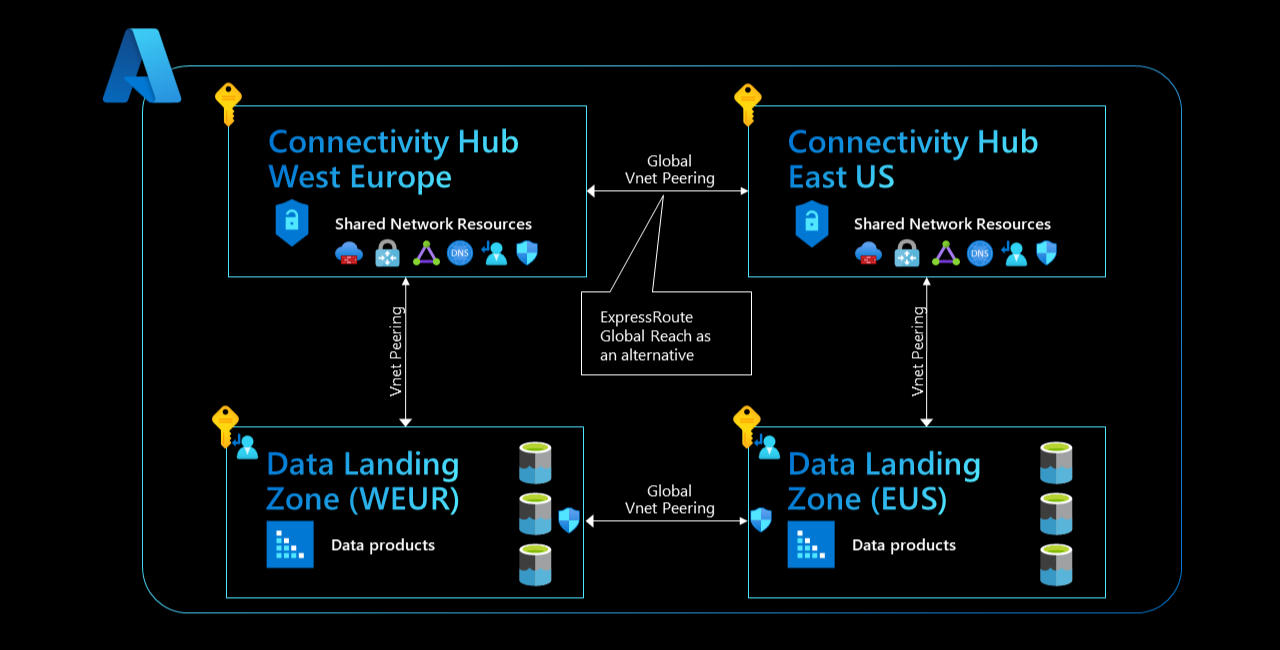 Connectivity Hub
West Europe
Shared Network Resources
DNS
Global
Vnet Peering
Connectivity Hub
East US
Shared Network Resources
DNS
ExpressRoute
Global Reach as
an alternative
Vnet Peering
Vnet Peering
Data Landing
Zone (WEUR)
Data products
Global
Vnet Peering
Data Landing
Zone (EUS)
Data products